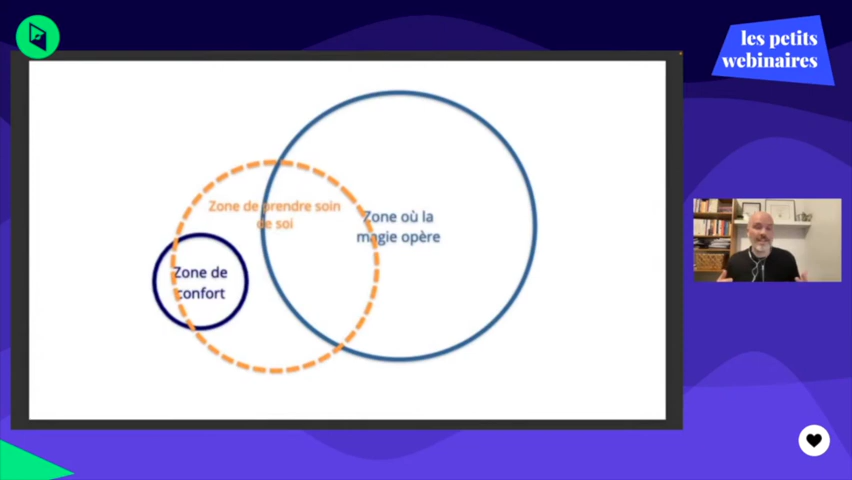 les petits
webinaires
Zone de prendre soin
de soi
Zone où la
magie opère
Zone de
confort